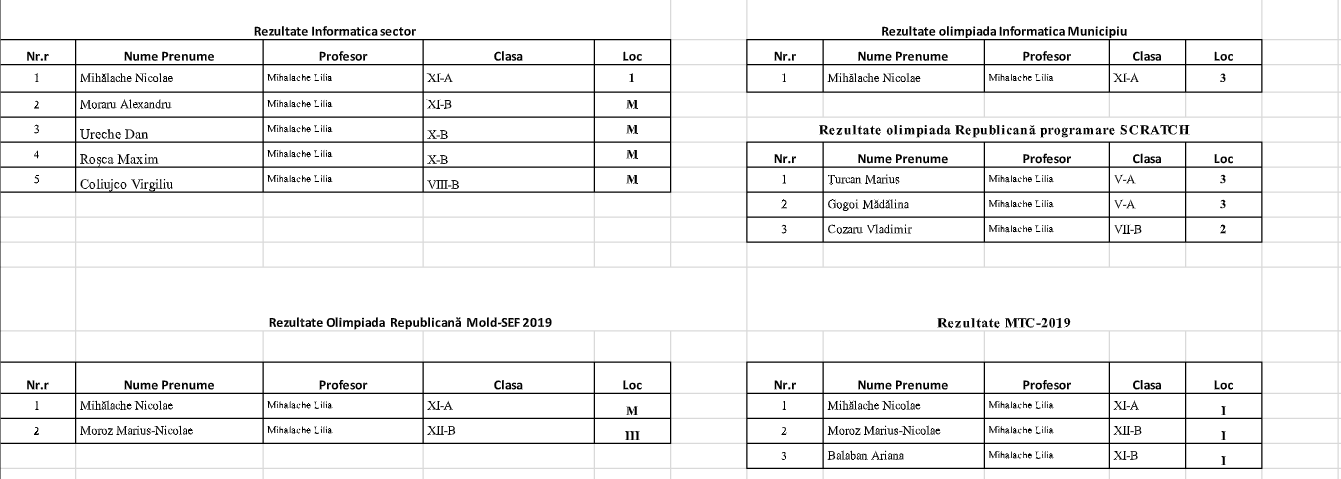 Rezultate Informatica sector
Nr.r Nume Prenume Profesor Clasa Loc
1 Mihălache Nicolae Mihalache Lilia XI-A 1
2 Moraru Alexandru Mihalache Lilia XI-B M
3 Ureche Dan Mihalache Lilia X-B M
4 Roșca Maxim Mihalache Lilia X-B M
5 Coliujco Virgiliu Mihalache Lilia VIII-B M
Rezultate olimpiada Informatica Municipiu
Nr.r Nume Prenume Profesor Clasa Loc
1 Mihălache Nicolae Mihalache Lilia XI-A 3
Rezultate olimpiada Republicană programare SCRATCH
Nr.r Nume Prenume Profesor Clasa Loc
1 Țurcan Marius Mihalache Lilia V-A 3
2 Gogoi Mădălina Mihalache Lilia V-A 3
3 Cozaru Vladimir Mihalache Lilia VII-B 2
Rezultate Olimpiada Republicană Mold-SEF 2019
Nr.r Nume Prenume Profesor Clasa Loc
1 Mihălache Nicolae Mihalache Lilia XI-A M
2 Moroz Marius-Nicolae Mihalache Lilia XII-B III
Rezultate MTC-2019
Nr.r Nume Prenume Profesor Clasa Loc
1 Mihălache Nicolae Mihalache Lilia XI-A I
2 Moroz Marius-Nicolae Mihalache Lilia XII-B I
3 Balaban Ariana Mihalache Lilia XI-B I